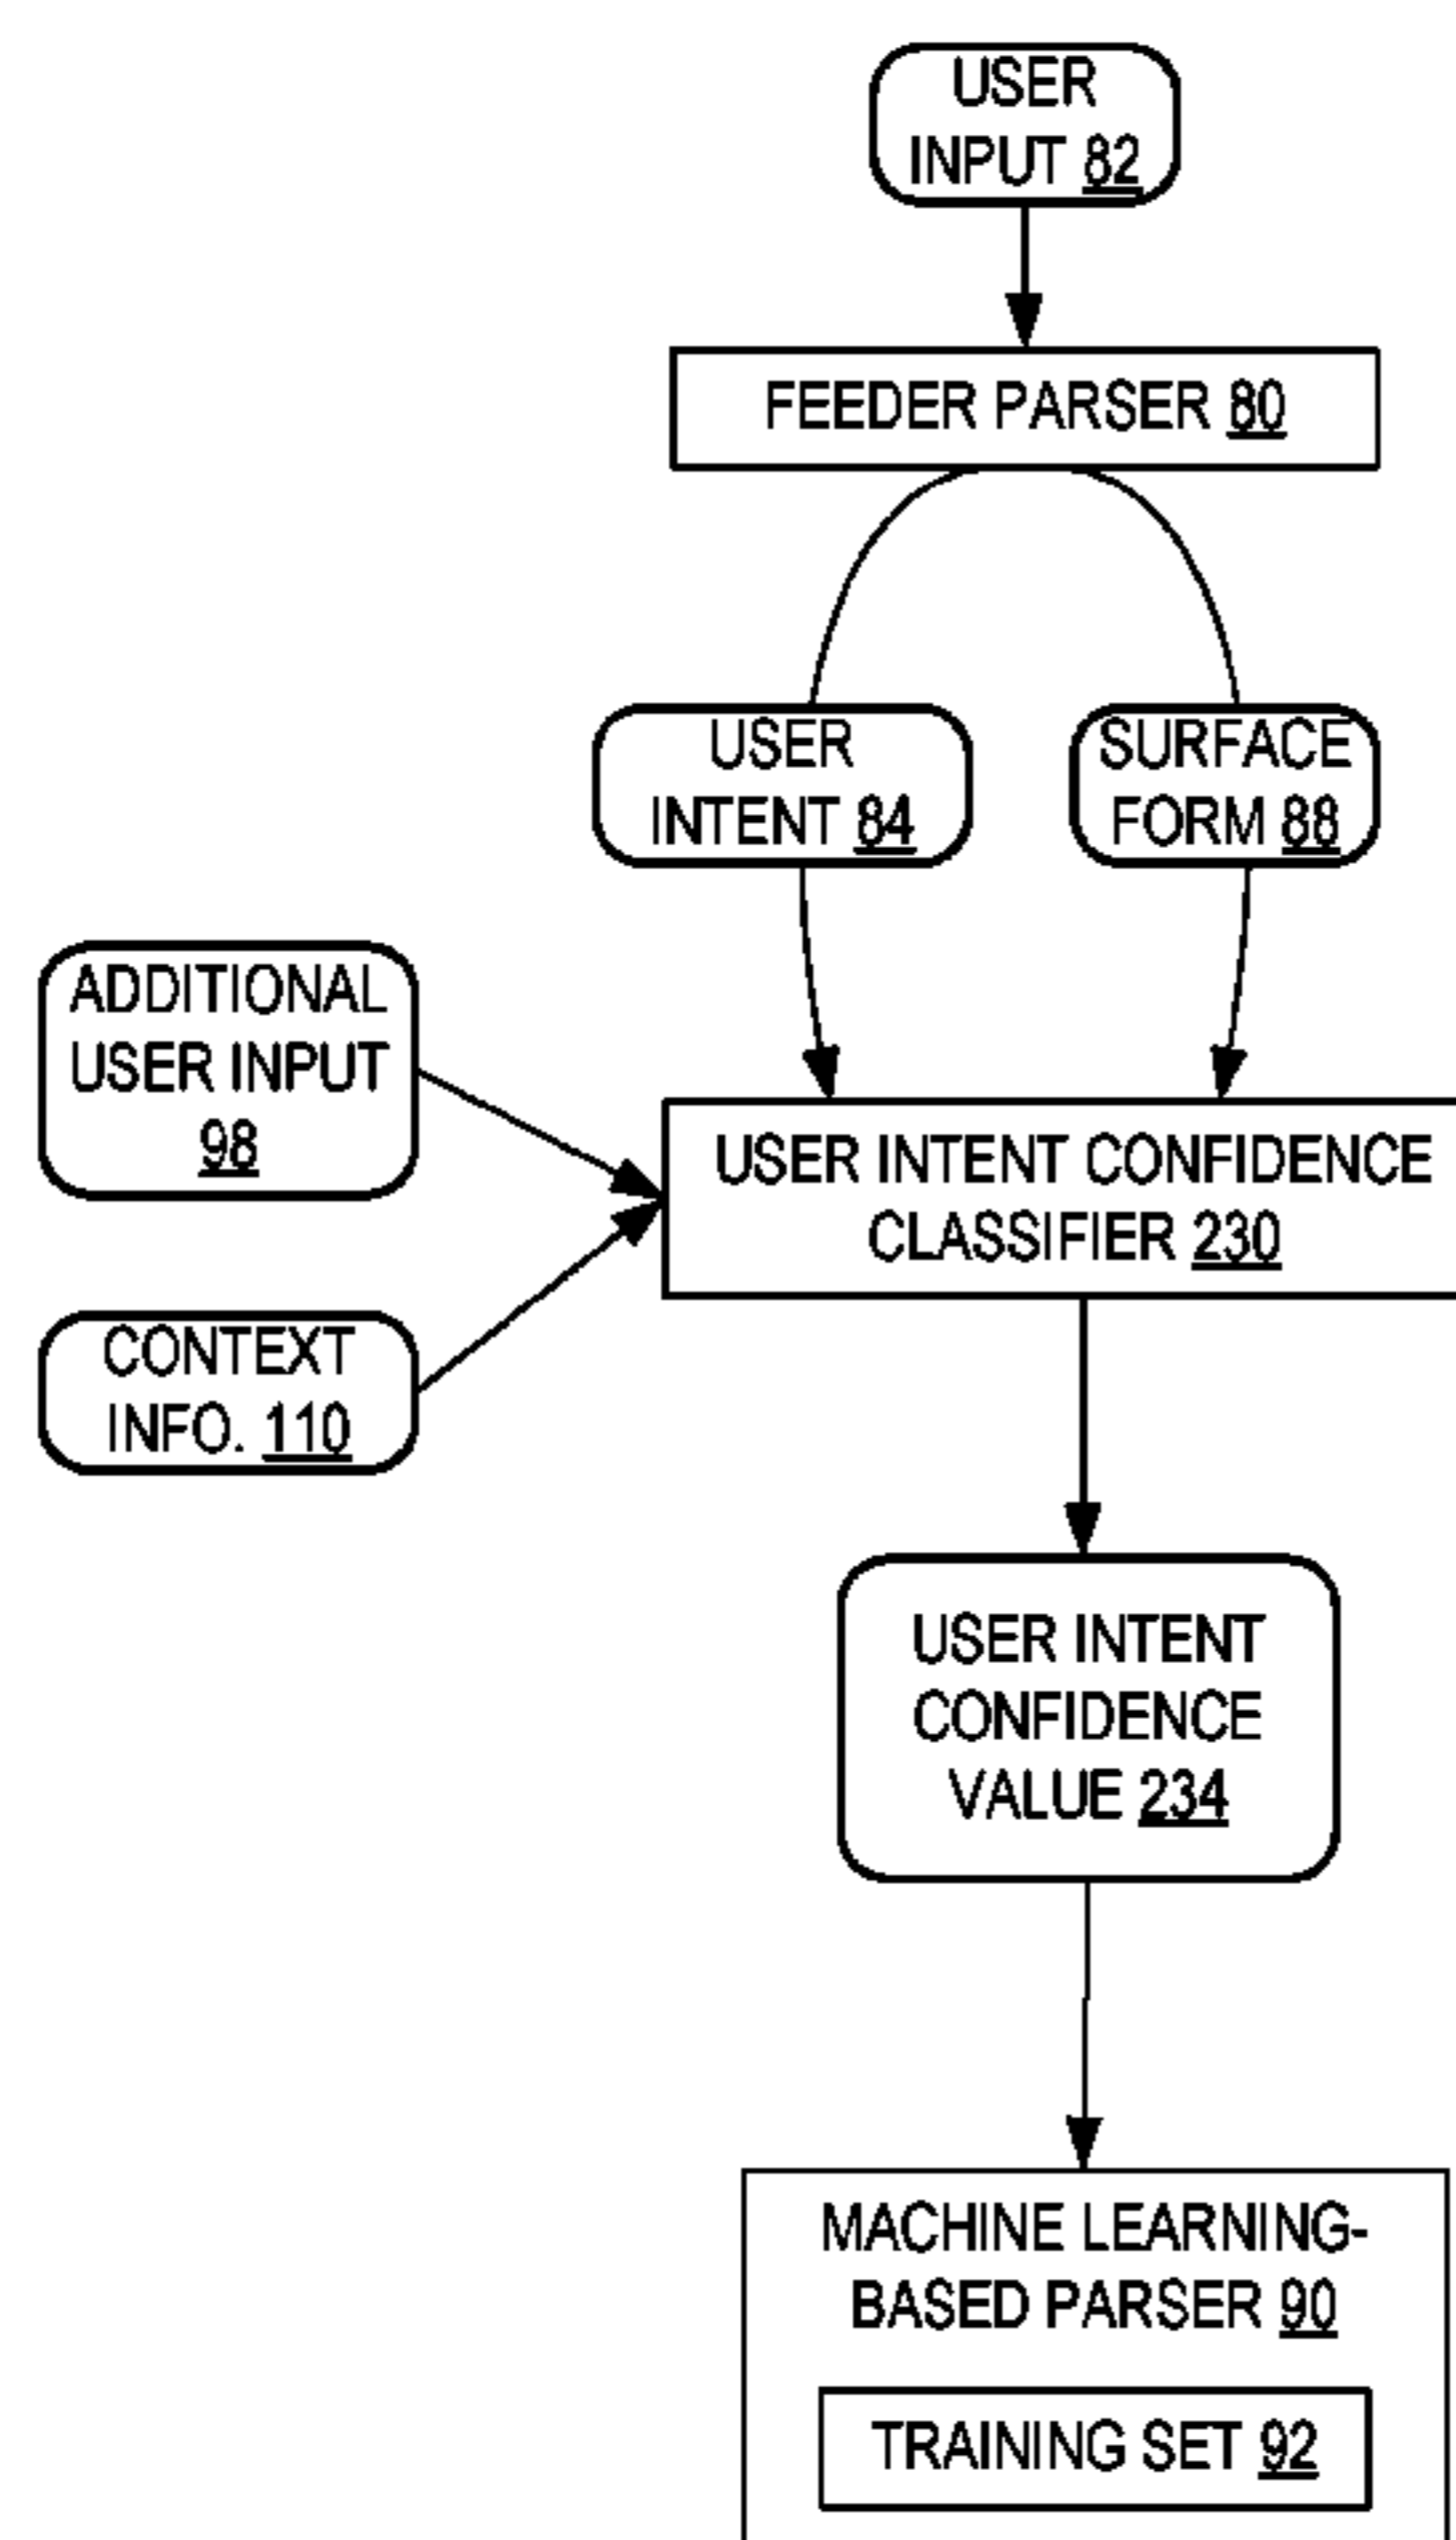 USER
INPUT 82
FEEDER PARSER 80
USER
INTENT 84
SURFACE
FORM 88
ADDITIONAL
USER INPUT
98
USER INTENT CONFIDENCE
CLASSIFIER 230
CONTEXT
INFO. 110
USER INTENT
CONFIDENCE
VALUE 234
MACHINE LEARNING-
BASED PARSER 90
TRAINING SET 92